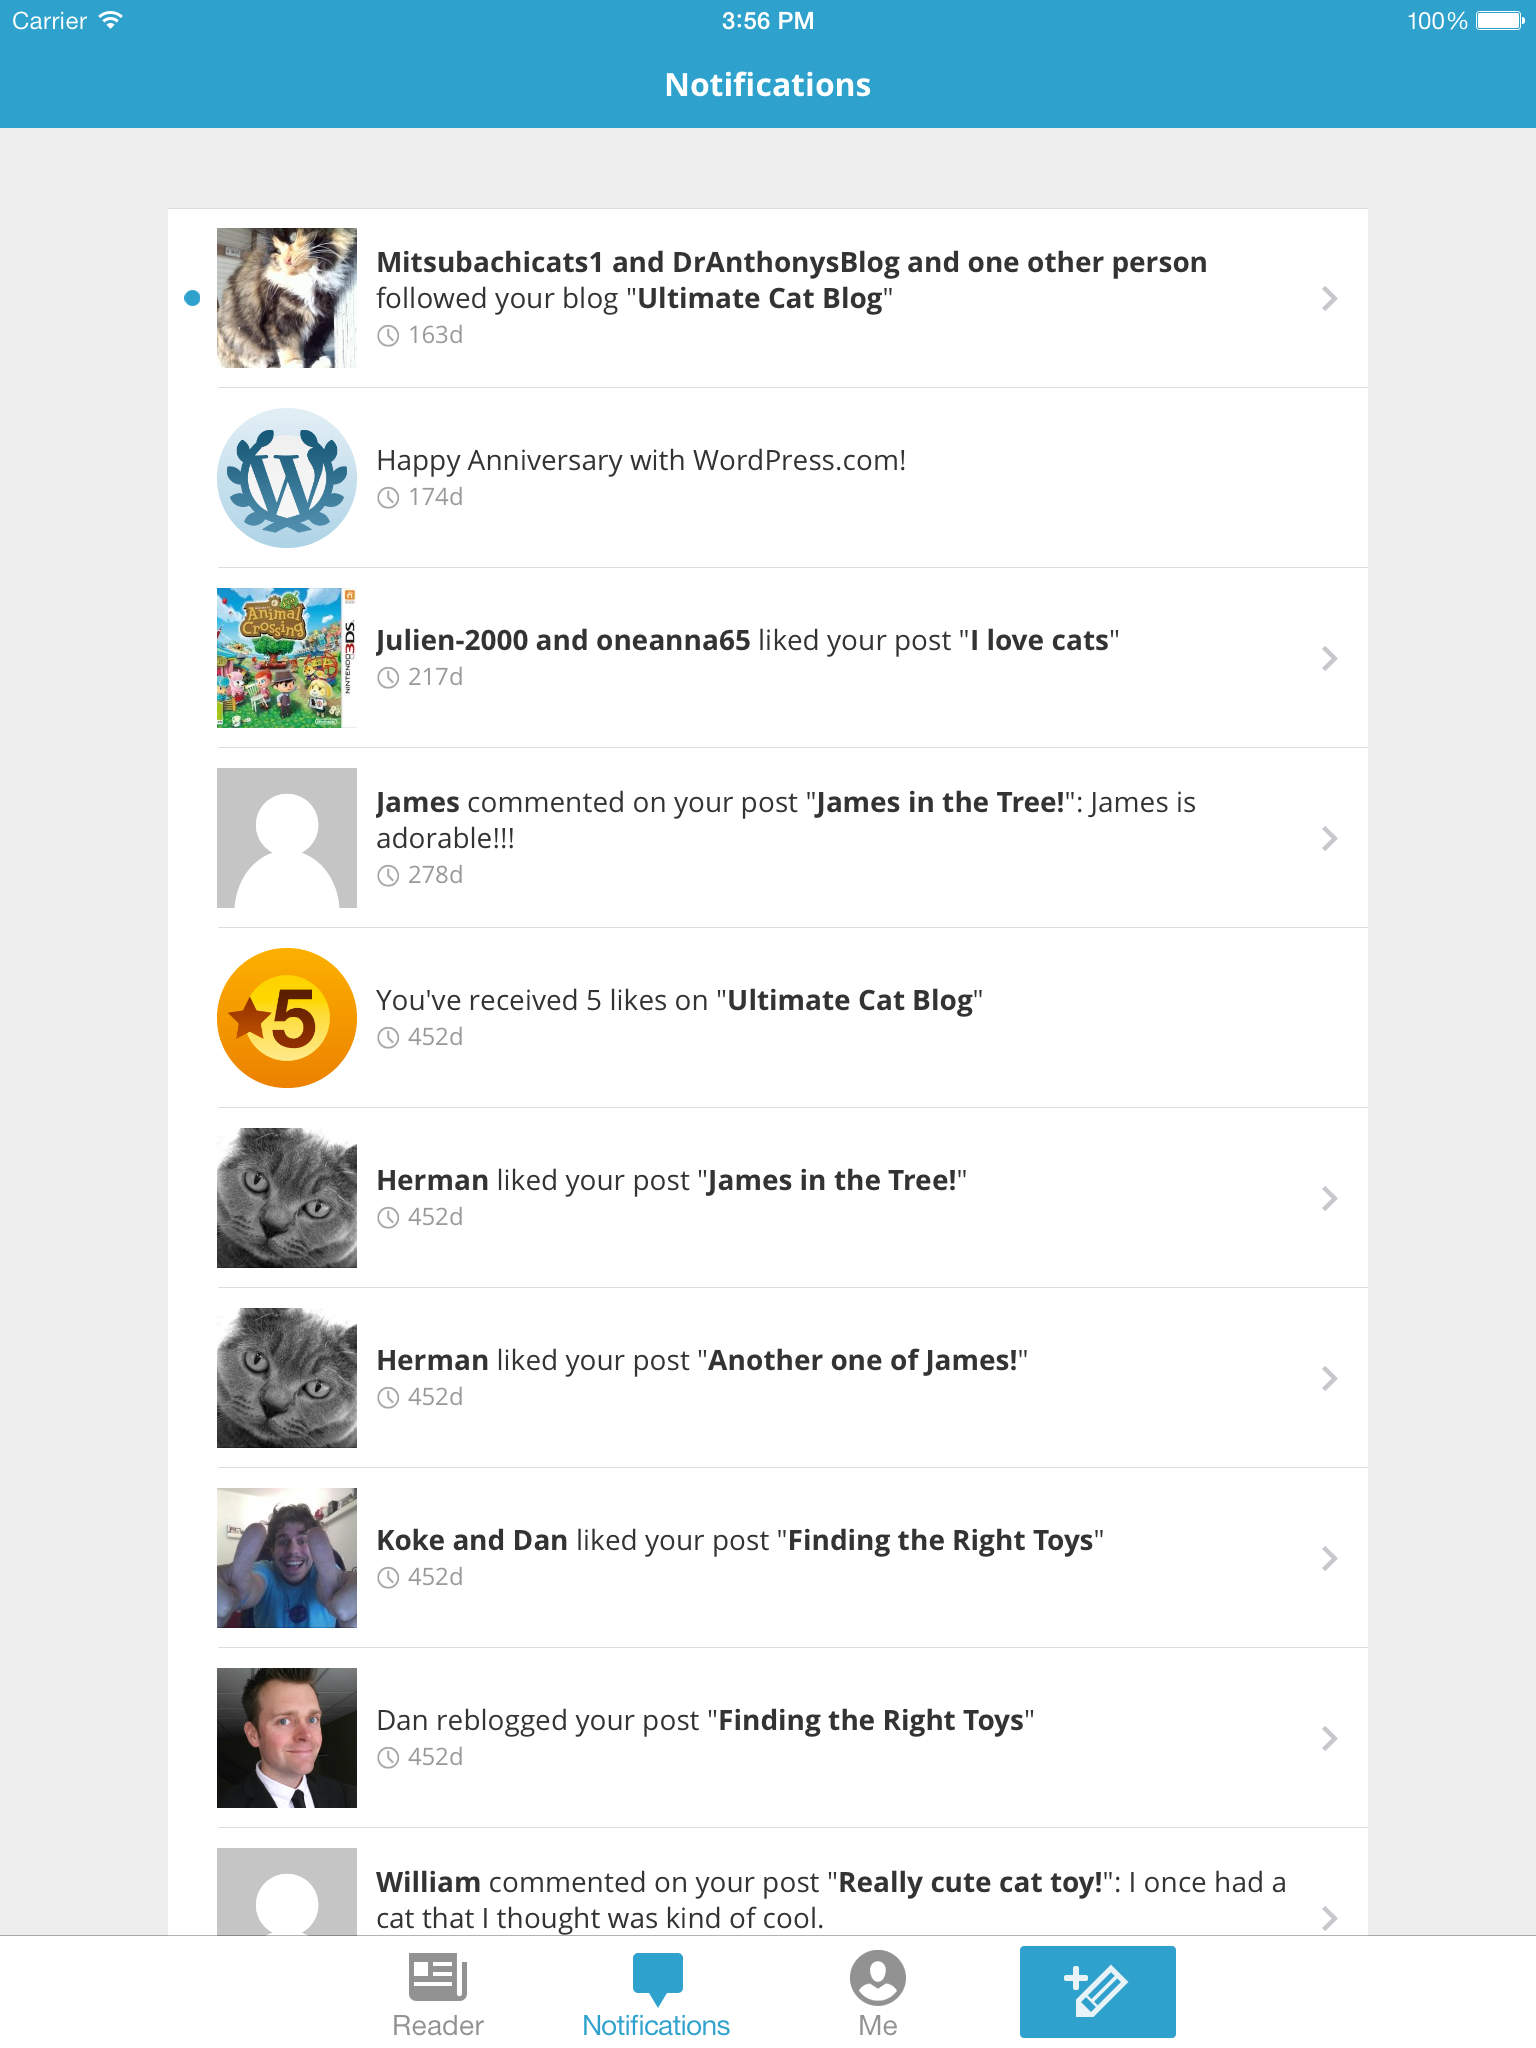 Carrier 3:56 PM 100%
Notifications
Mitsubachicats1 and DrAnthonysBlog and one other person
followed your blog "Ultimate Cat Blog"
163d
W
Happy Anniversary with WordPress.com!
174d
Animal
Crossing
NINTENDO 3DS
Julien-2000 and oneanna65 liked your post "I love cats"
217d
James commented on your post "James in the Tree!": James is
adorable!!!
278d
5
You've received 5 likes on "Ultimate Cat Blog"
452d
Herman liked your post "James in the Tree!"
452d
Herman liked your post "Another one of James!"
452d
Koke and Dan liked your post "Finding the Right Toys"
452d
Dan reblogged your post "Finding the Right Toys"
452d
William commented on your post "Really cute cat toy!": I once had a
cat that I thought was kind of cool.
Reader Notifications Me